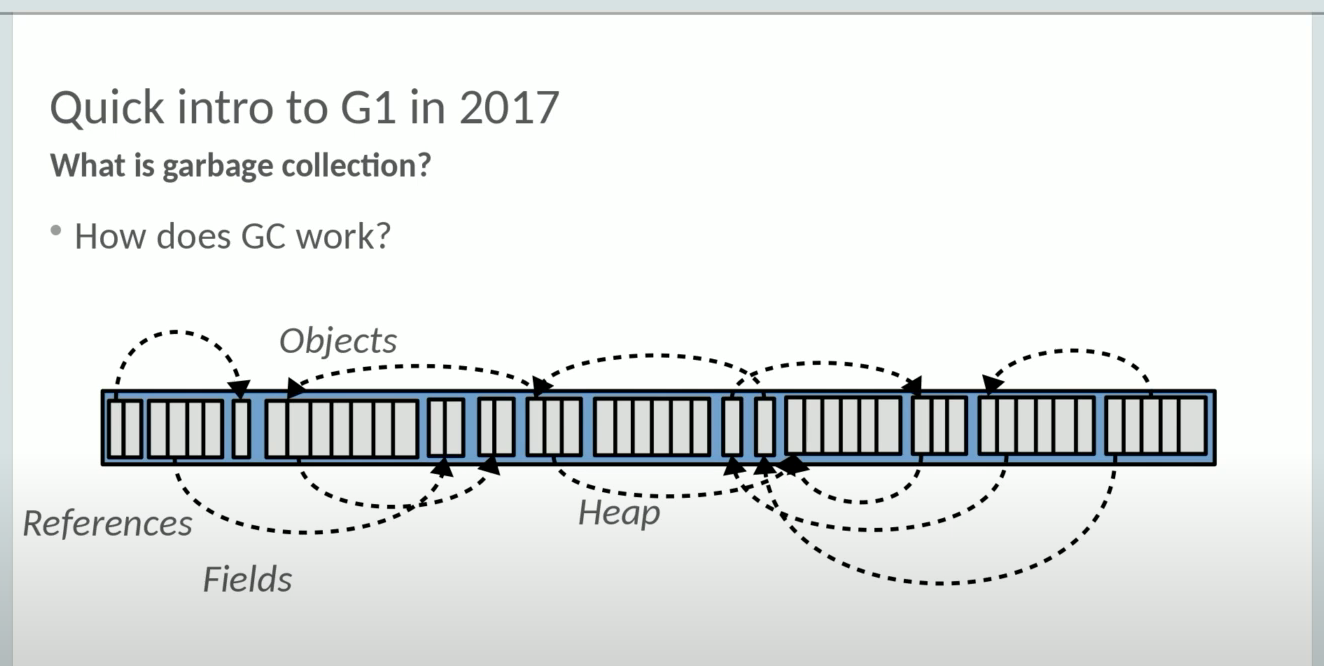 Quick intro to G1 in 2017
What is garbage collection?
• How does GC work?
Objects
References
Heap
Fields